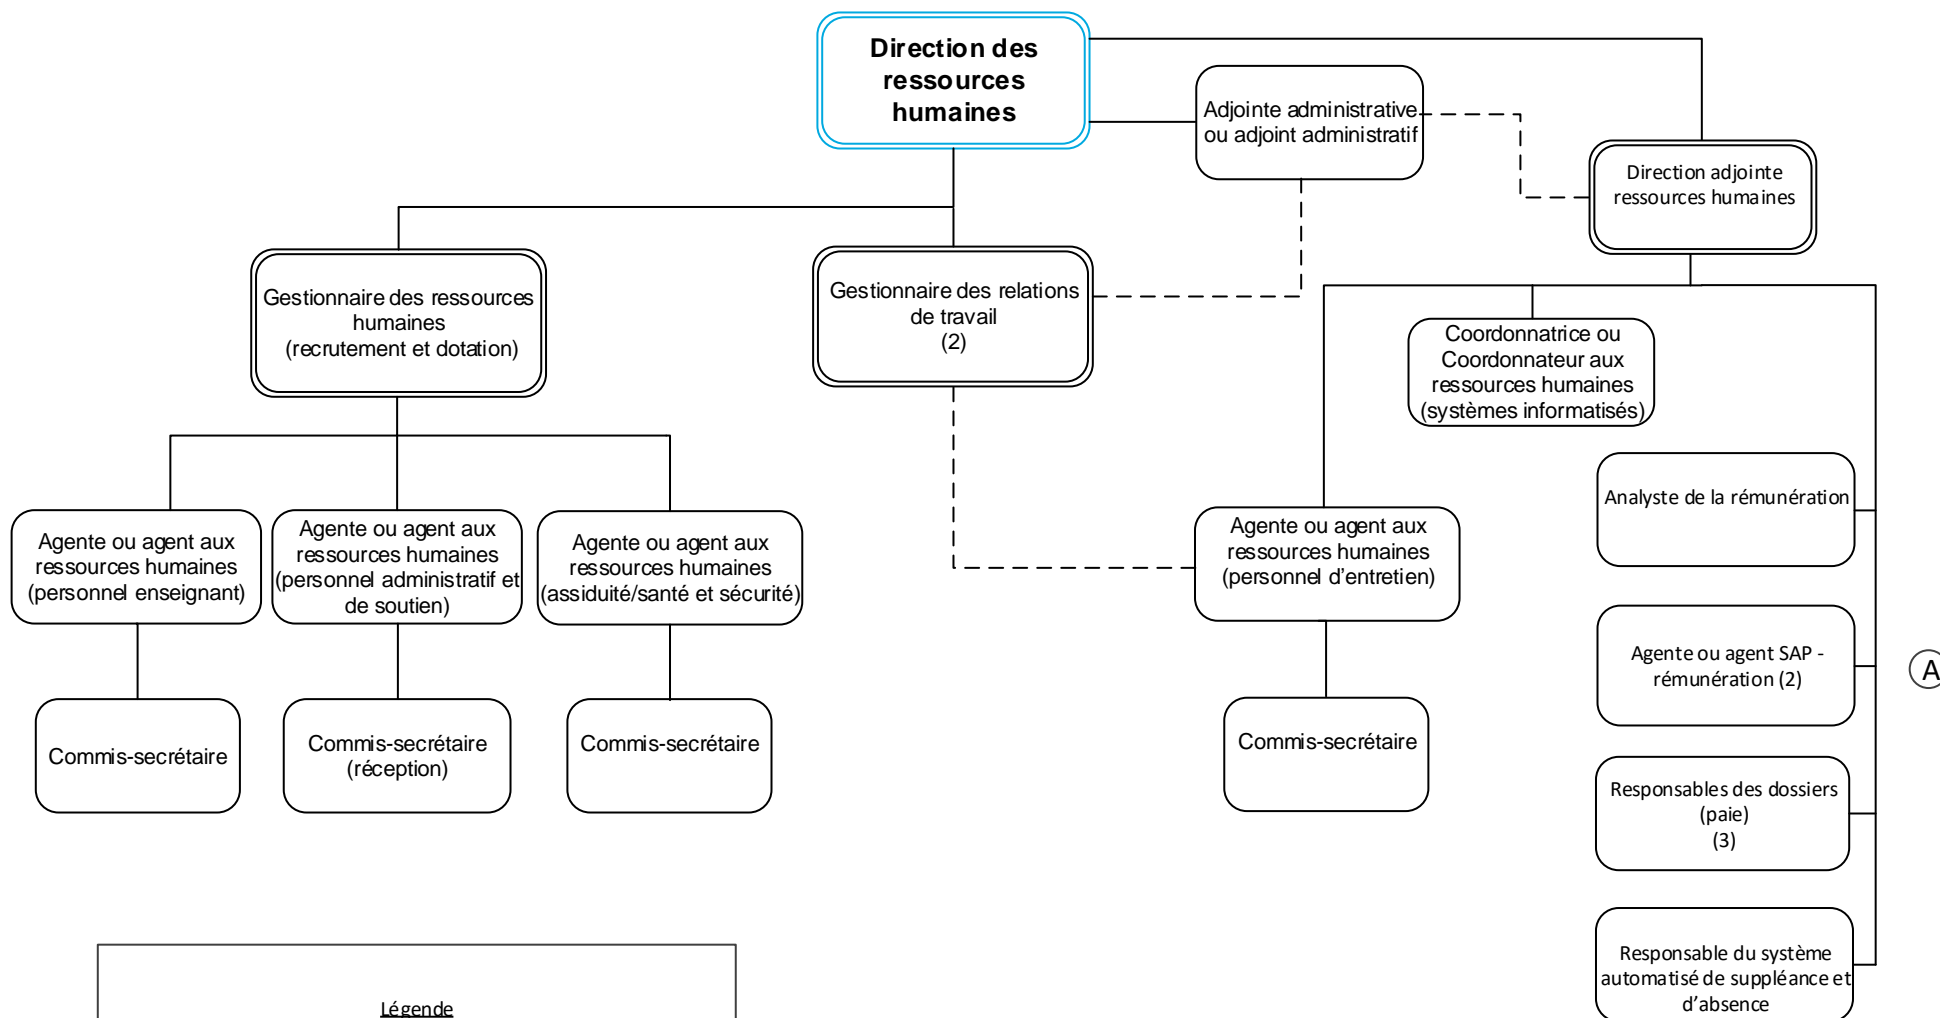 Direction des
ressources
humaines
Adjointe administrative
ou adjoint administratif
Direction adjointe
ressources humaines
Gestionnaire des ressources
humaines
(recrutement et dotation)
Gestionnaire des relations
de travail
(2)
Coordonnatrice ou
Coordonnateur aux
ressources humaines
(systèmes informatisés)
Analyste de la rémunération
Agente ou agent aux
ressources humaines
(personnel enseignant)
Agente ou agent aux
ressources humaines
(personnel administratif et
de soutien)
Agente ou agent aux
ressources humaines
(assiduité/santé et sécurité)
Agente ou agent aux
ressources humaines
(personnel d'entretien)
Agente ou agent SAP -
rémunération (2)
A
Commis-secrétaire
Commis-secrétaire
(réception)
Commis-secrétaire
Commis-secrétaire
Responsables des dossiers
(paie)
(3)
Responsable du système
automatisé de suppléance et
d'absence
Légende